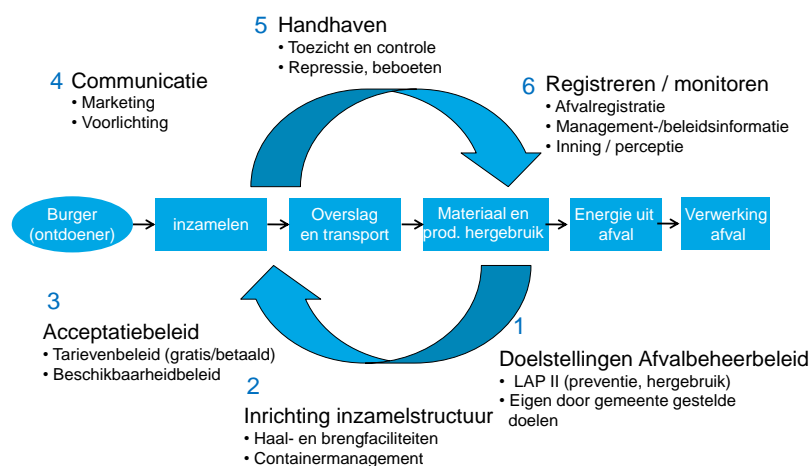 5 Handhaven
• Toezicht en controle
• Repressie, beboeten
4 Communicatie
• Marketing
• Voorlichting
6 Registreren / monitoren
• Afvalregistratie
• Management-/beleidsinformatie
• Inning / perceptie
Burger
(ontdoener)
inzamelen
Overslag
en transport
Materiaal en
prod. hergebruik
Energie uit
afval
Verwerking
afval
3
Acceptatiebeleid
• Tarievenbeleid (gratis/betaald)
• Beschikbaarheidbeleid
2
Inrichting inzamelstructuur
• Haal- en brengfaciliteiten
• Containermanagement
1
Doelstellingen Afvalbeheerbeleid
• LAP II (preventie, hergebruik)
• Eigen door gemeente gestelde
doelen